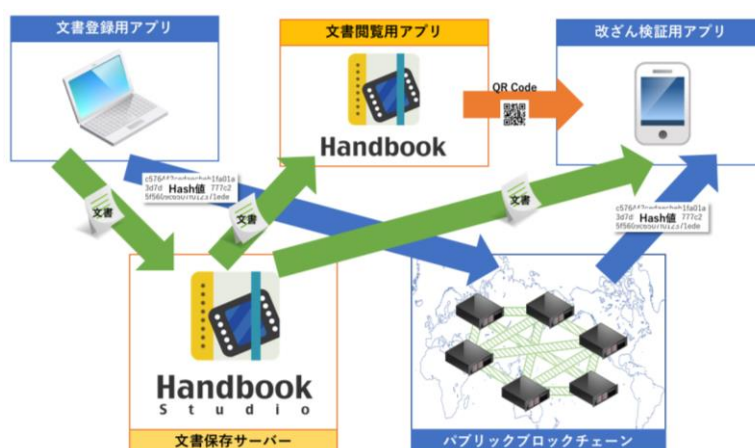 文書登録用アプリ
文書閲覧用アプリ
改ざん検証用アプリ
QR Code
Handbook
Hash値
777c2
文書
文書
文書
Hash値
777c2
Handbook
Studio
文書保存サーバー
パブリックブロックチェーン